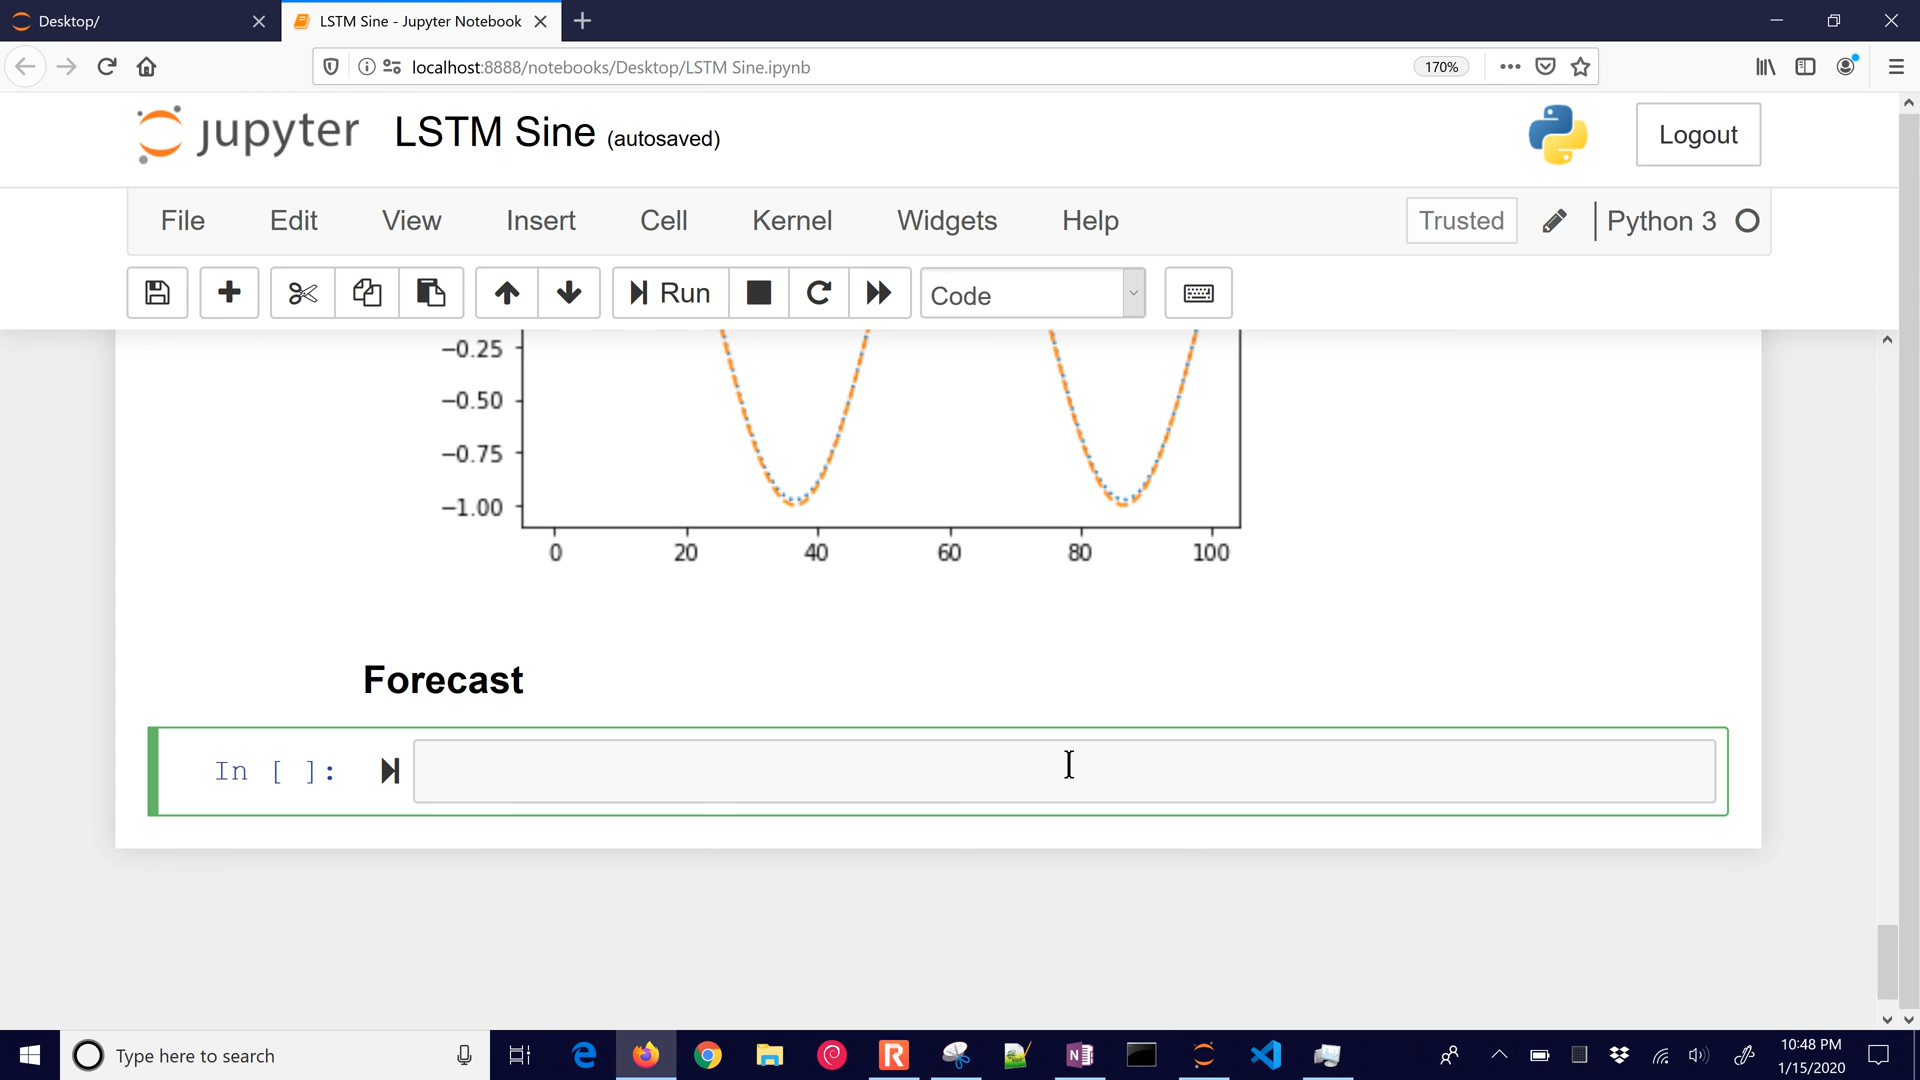 Desktop/
LSTM Sine - Jupyter Notebook
localhost:8888/notebooks/Desktop/LSTM Sine.ipynb
170%
jupyter LSTM Sine (autosaved)
Logout
File Edit View Insert Cell Kernel Widgets Help
Trusted
Python 3
Run
Code
−0.25
−0.50
−0.75
−1.00
0 20 40 60 80 100
Forecast
In [ ]:
Type here to search
R
N
10:48 PM
1/15/2020